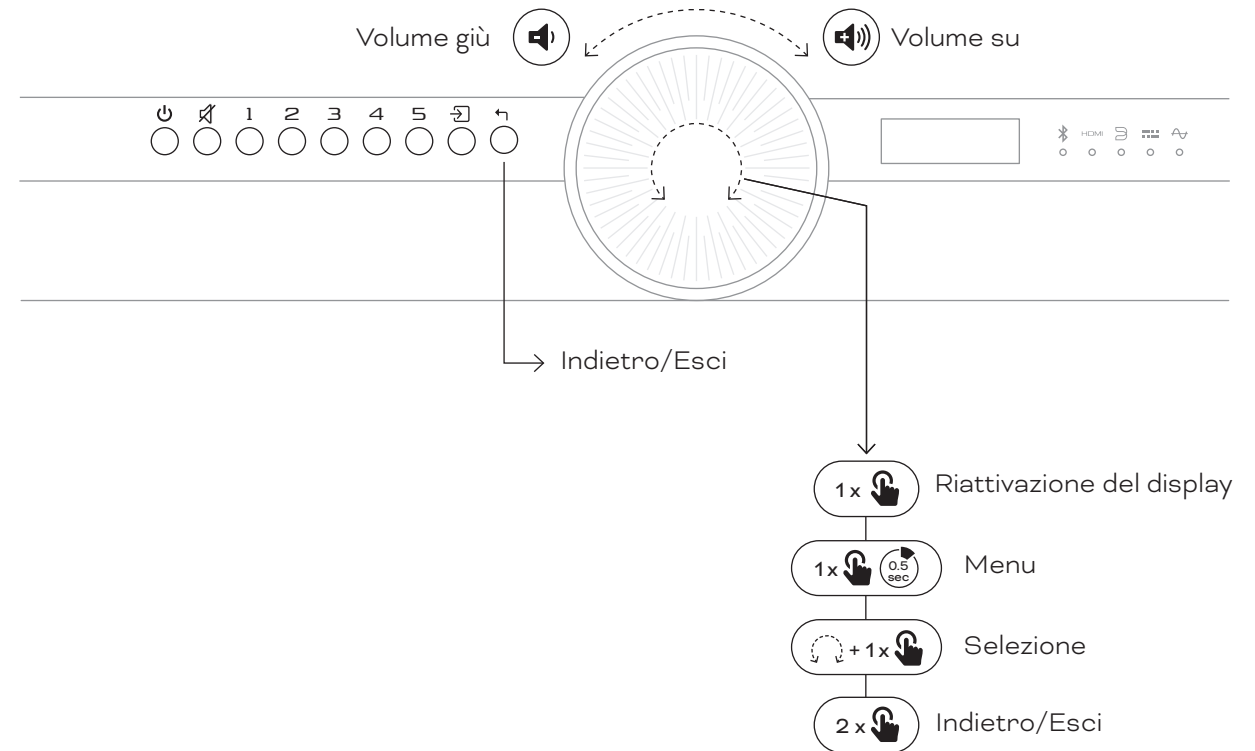 Volume giù
Volume su
1 2 3 4 5
HDMI
Indietro/Esci
1 x
Riattivazione del display
1 x 0.5 sec
Menu
+ 1 x
Selezione
2 x
Indietro/Esci